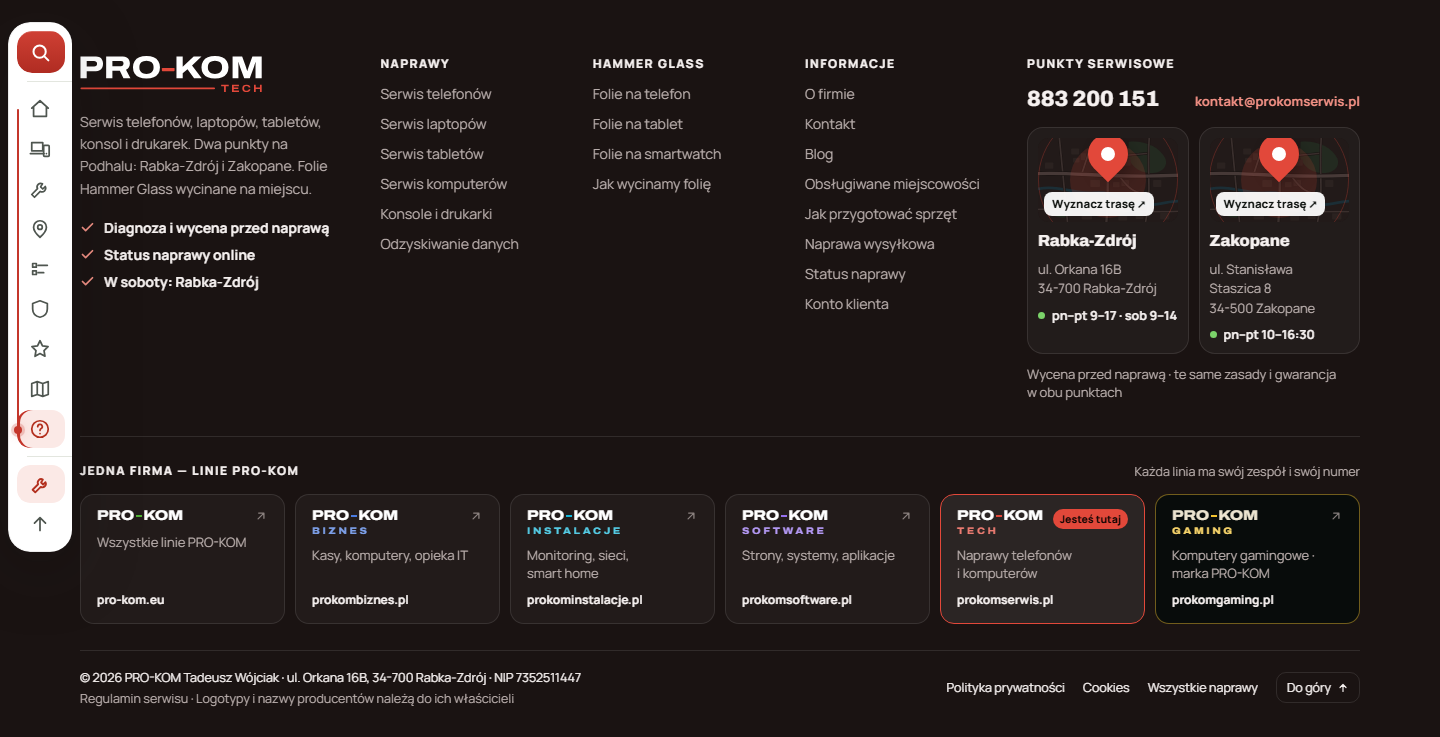 PRO-KOM
TECH
Serwis telefonów, laptopów, tabletów,
konsol i drukarek. Dwa punkty na
Podhalu: Rabka-Zdrój i Zakopane. Folie
Hammer Glass wycinane na miejscu.
Diagnoza i wycena przed naprawą
Status naprawy online
W soboty: Rabka-Zdrój
NAPRAWY
Serwis telefonów
Serwis laptopów
Serwis tabletów
Serwis komputerów
Konsole i drukarki
Odzyskiwanie danych
HAMMER GLASS
Folie na telefon
Folie na tablet
Folie na smartwatch
Jak wycinamy folię
INFORMACJE
O firmie
Kontakt
Blog
Obsługiwane miejscowości
Jak przygotować sprzęt
Naprawa wysyłkowa
Status naprawy
Konto klienta
PUNKTY SERWISOWE
883 200 151
kontakt@prokomserwis.pl
Wyznacz trasę ↗
Rabka-Zdrój
ul. Orkana 16B
34-700 Rabka-Zdrój
pn–pt 9–17 · sob 9–14
Wyznacz trasę ↗
Zakopane
ul. Stanisława
Staszica 8
34-500 Zakopane
pn–pt 10–16:30
Wycena przed naprawą · te same zasady i gwarancja
w obu punktach
JEDNA FIRMA — LINIE PRO-KOM
Każda linia ma swój zespół i swój numer
PRO-KOM
Wszystkie linie PRO-KOM
pro-kom.eu
PRO-KOM
BIZNES
Kasy, komputery, opieka IT
prokombiznes.pl
PRO-KOM
INSTALACJE
Monitoring, sieci,
smart home
prokominstalacje.pl
PRO-KOM
SOFTWARE
Strony, systemy, aplikacje
prokomsoftware.pl
PRO-KOM
TECH
Jesteś tutaj
Naprawy telefonów
i komputerów
prokomserwis.pl
PRO-KOM
GAMING
Komputery gamingowe ·
marka PRO-KOM
prokomgaming.pl
© 2026 PRO-KOM Tadeusz Wójciak · ul. Orkana 16B, 34-700 Rabka-Zdrój · NIP 7352511447
Regulamin serwisu · Logotypy i nazwy producentów należą do ich właścicieli
Polityka prywatności
Cookies
Wszystkie naprawy
Do góry ↑